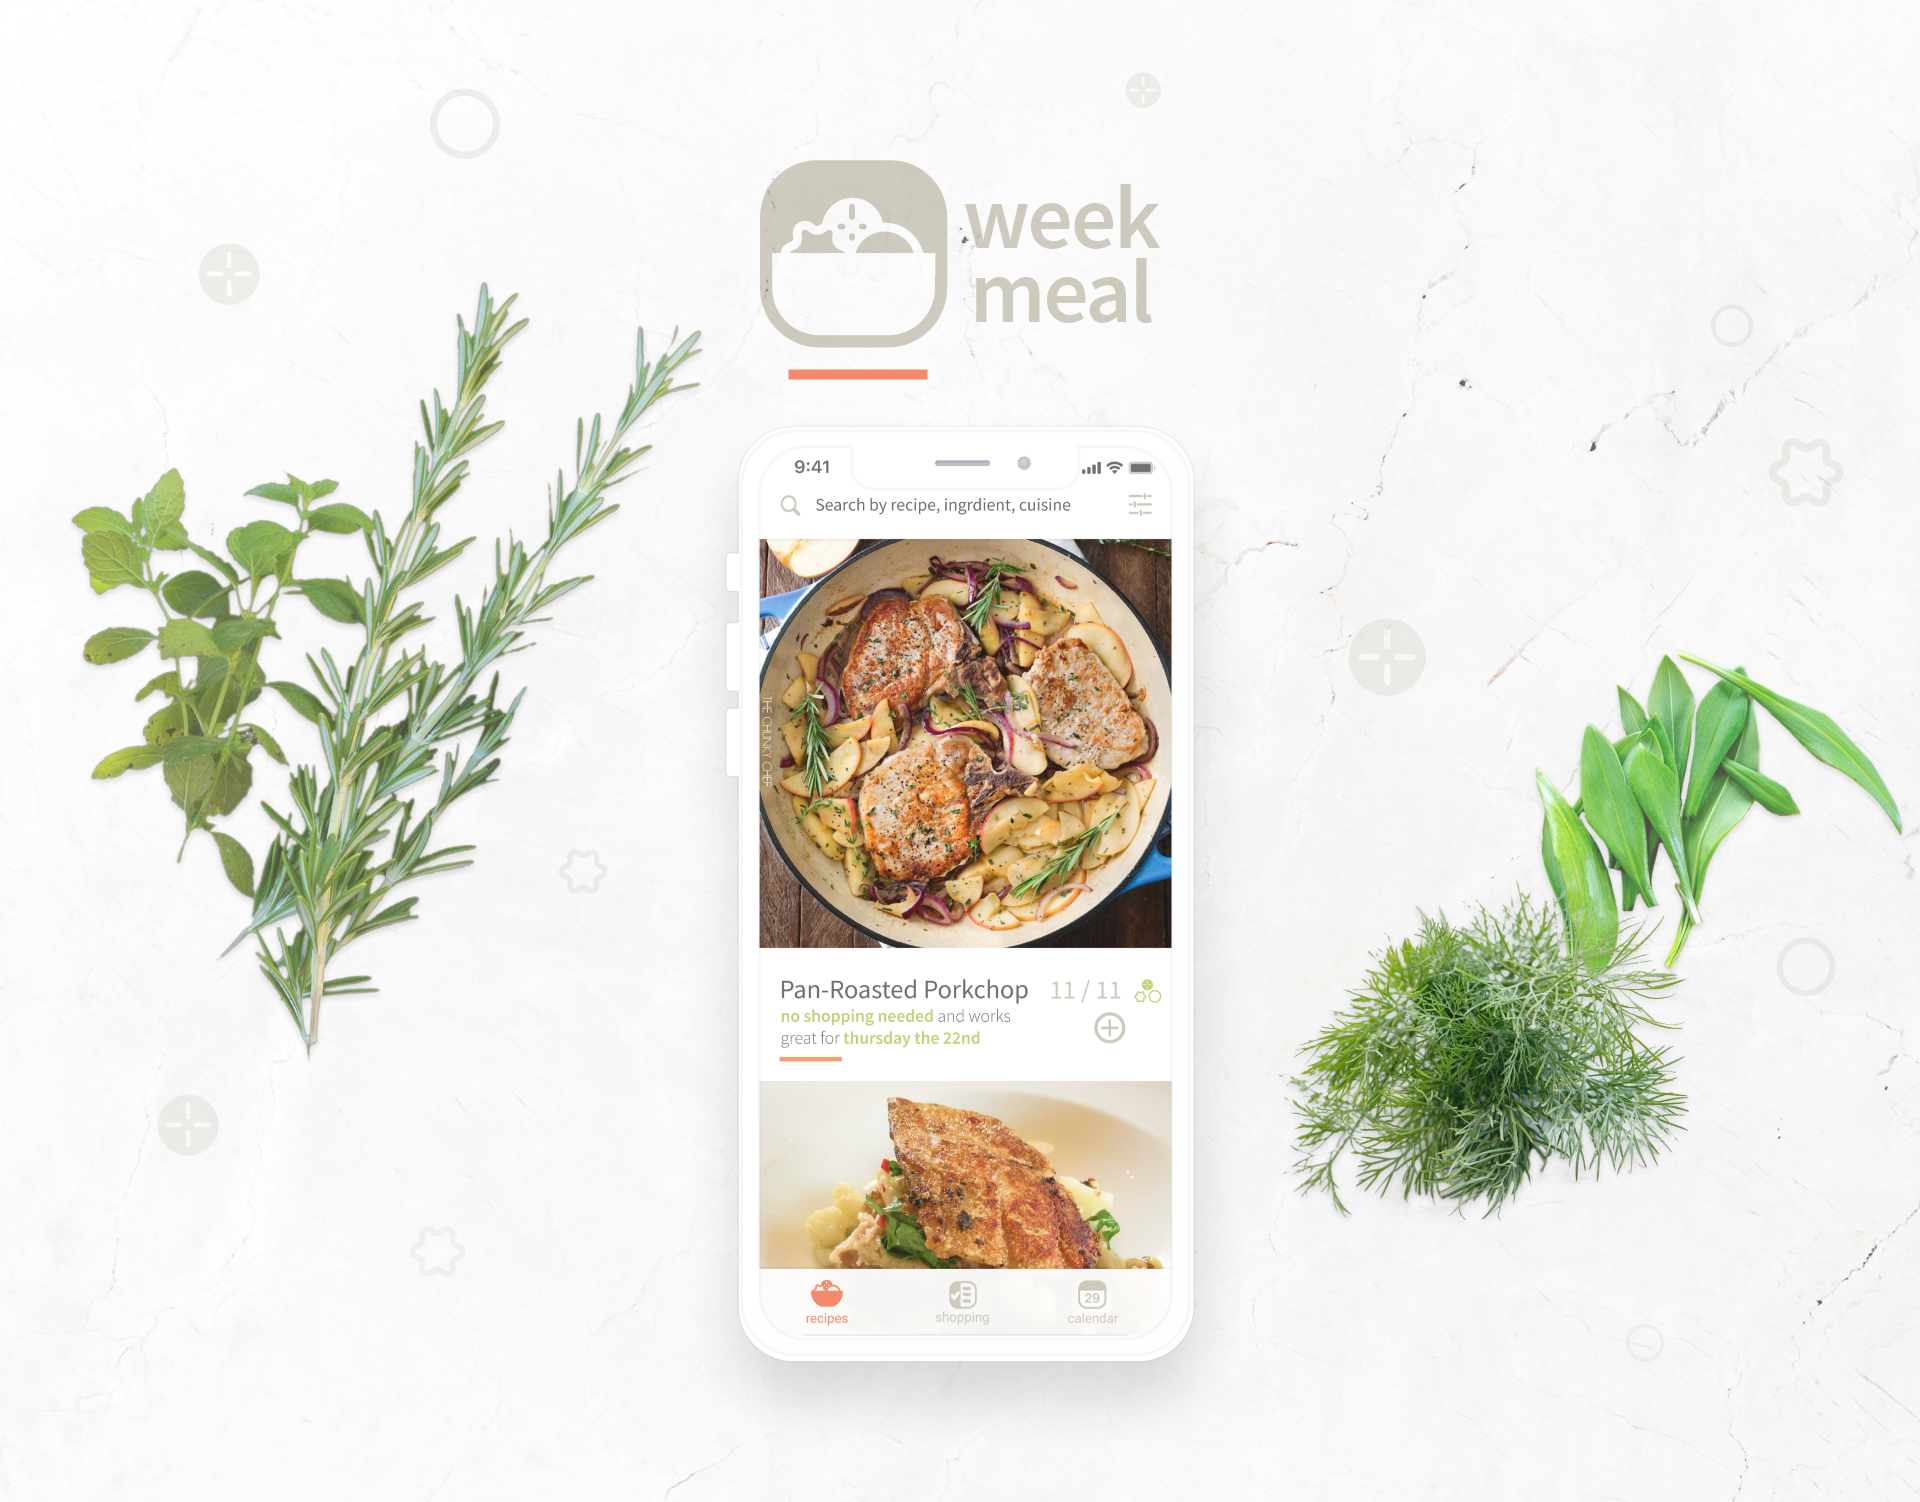 week
meal
9:41
Search by recipe, ingrdient, cuisine
THE CHUNKY CHEF
Pan-Roasted Porkchop 11 / 11
no shopping needed and works
great for thursday the 22nd
29
recipes shopping calendar